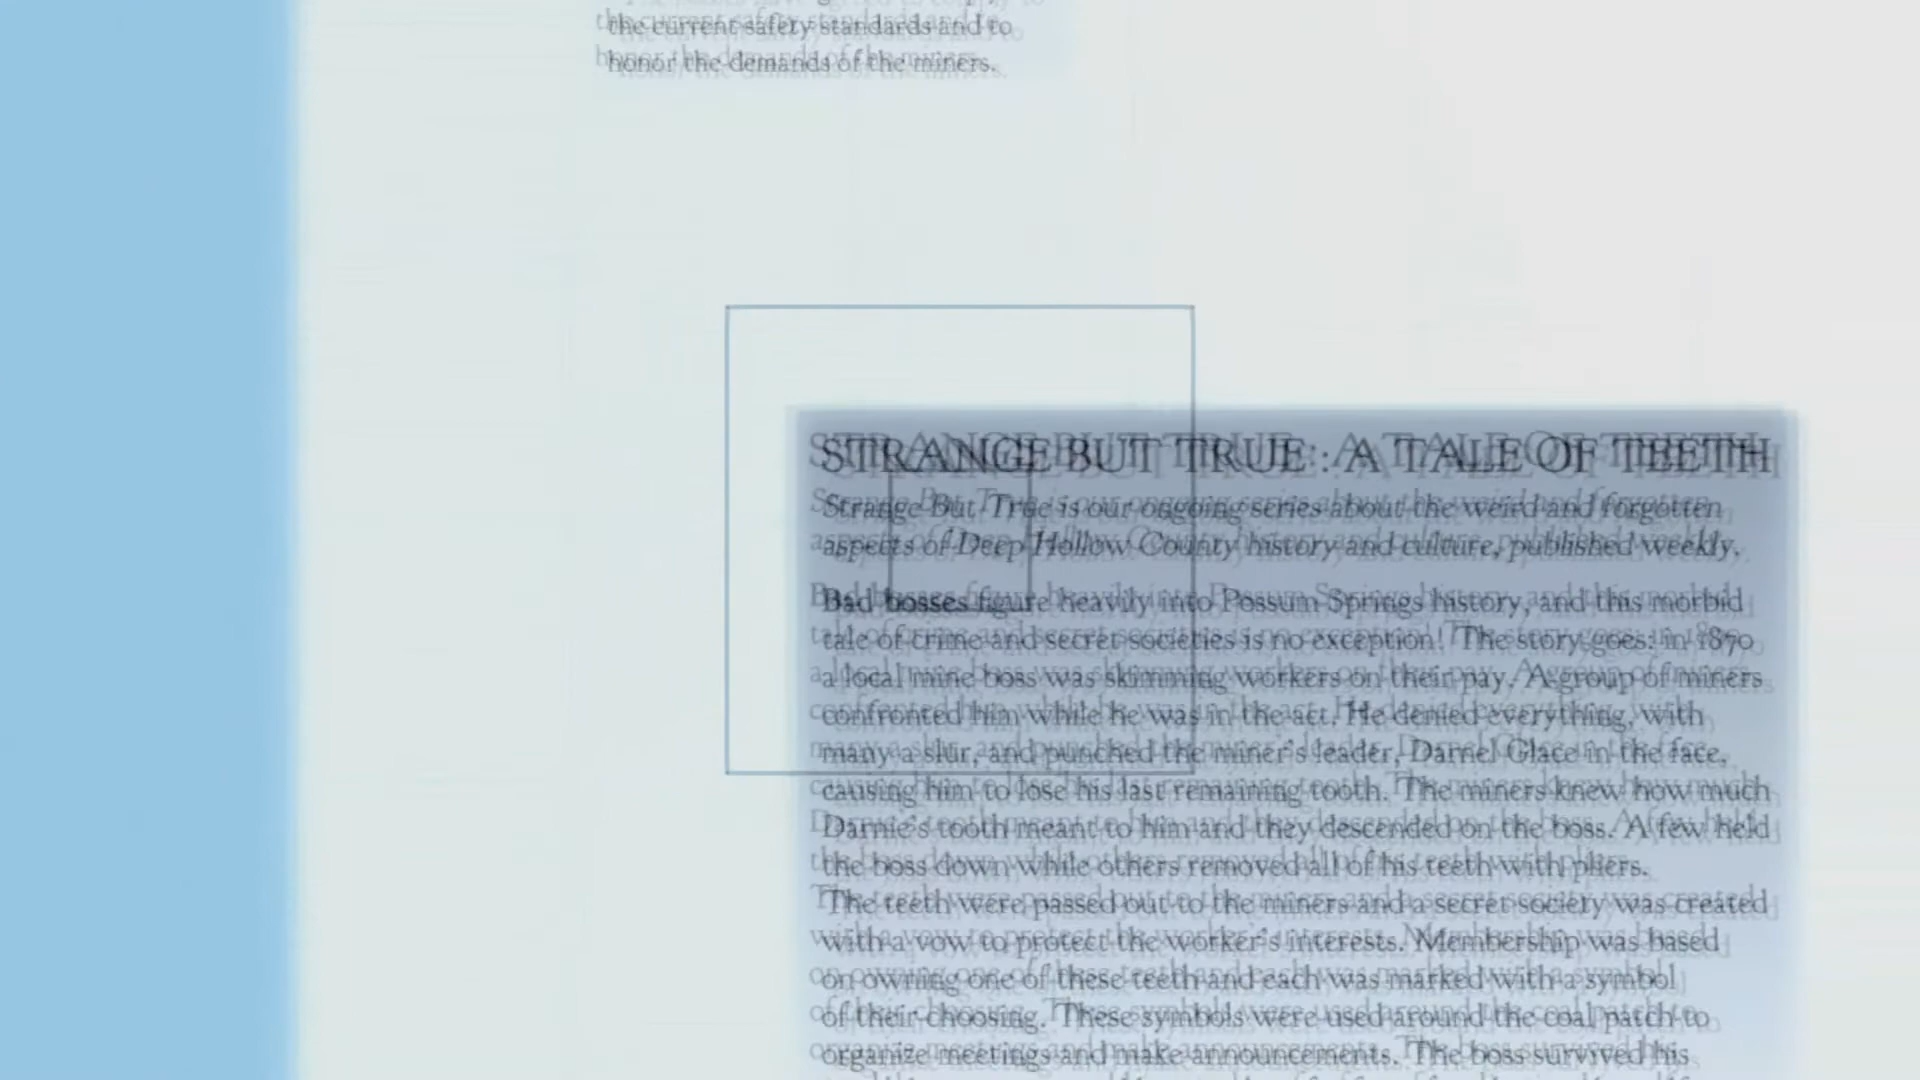 the current safety standards and to
honor the demands of the miners.
STRANGE BUT TRUE: A TALE OF TEETH
Strange But True is our ongoing series about the weird and forgotten
aspects of Deep Hollow County history and culture, published weekly.
Bad bosses figure heavily into Possum Springs history, and this morbid
tale of crime and secret societies is no exception! The story goes: in 1870
a local mine boss was skimming workers on their pay. A group of miners
confronted him while he was in the act. He denied everything, with
many a slur, and punched the miner's leader, Darnel Glace in the face,
causing him to lose his last remaining tooth. The miners knew how much
Darnie's tooth meant to him and they descended on the boss. A few held
the boss down while others removed all of his teeth with pliers.
The teeth were passed out to the miners and a secret society was created
with a vow to protect the worker's interests. Membership was based
on owning one of these teeth and each was marked with a symbol
of their choosing. These symbols were used around the coal patch to
organize meetings and make announcements. The boss survived his